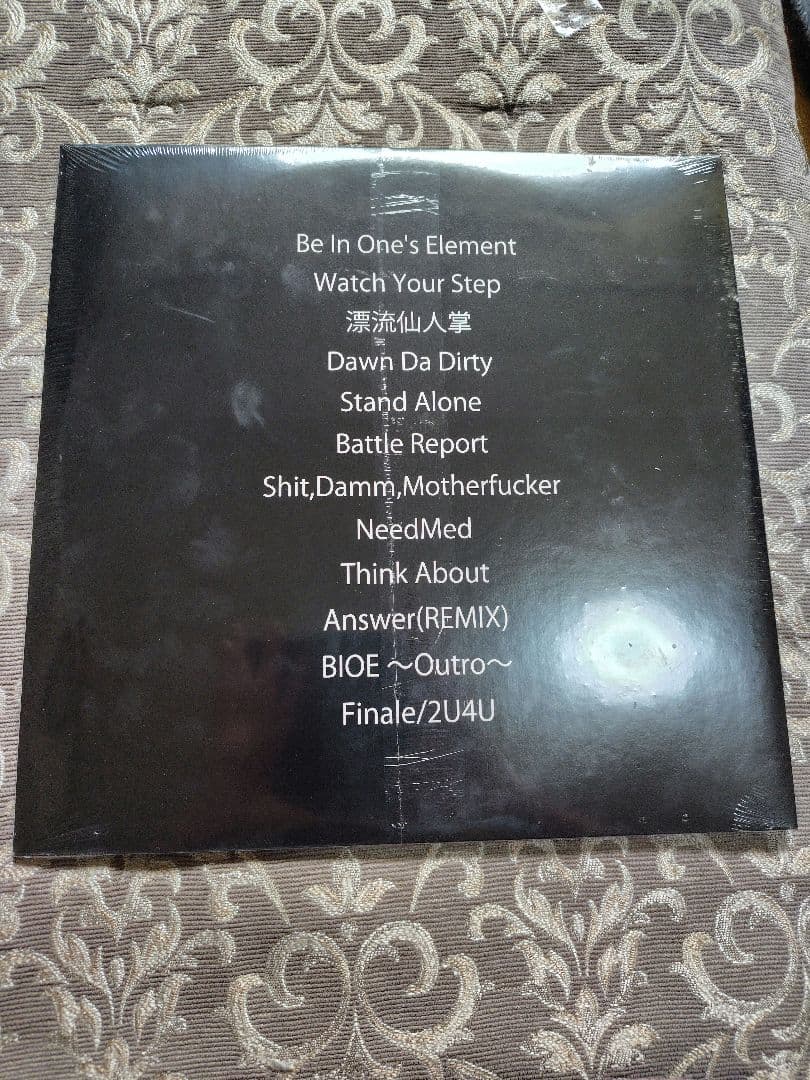 Be In One's Element
Watch Your Step
漂流仙人掌
Dawn Da Dirty
Stand Alone
Battle Report
Shit,Damm,Motherfucker
NeedMed
Think About
Answer(REMIX)
BIOE 〜Outro〜
Finale/2U4U